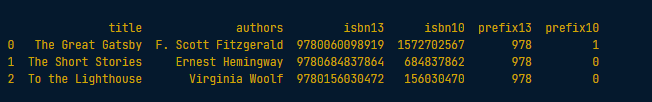 title authors isbn13 isbn10 prefix13 prefix10
0 The Great Gatsby F. Scott Fitzgerald 9780060098919 1572702567 978 1
1 The Short Stories Ernest Hemingway 9780684837864 684837862 978 0
2 To the Lighthouse Virginia Woolf 9780156030472 156030470 978 0